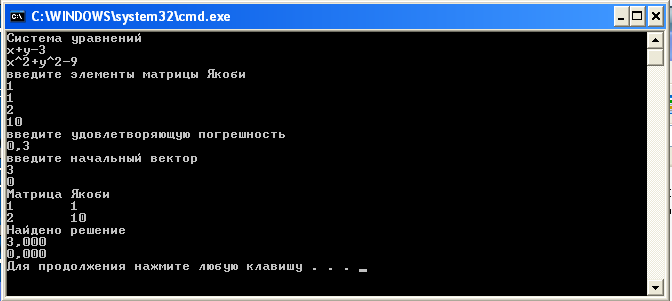 C:\WINDOWS\system32\cmd.exe
Система уравнений
x+y-3
x^2+y^2-9
введите элементы матрицы Якоби
1
1
2
10
введите удовлетворяющую погрешность
0,3
введите начальный вектор
3
0
Матрица Якоби
1 1
2 10
Найдено решение
3,000
0,000
Для продолжения нажмите любую клавишу . . . _